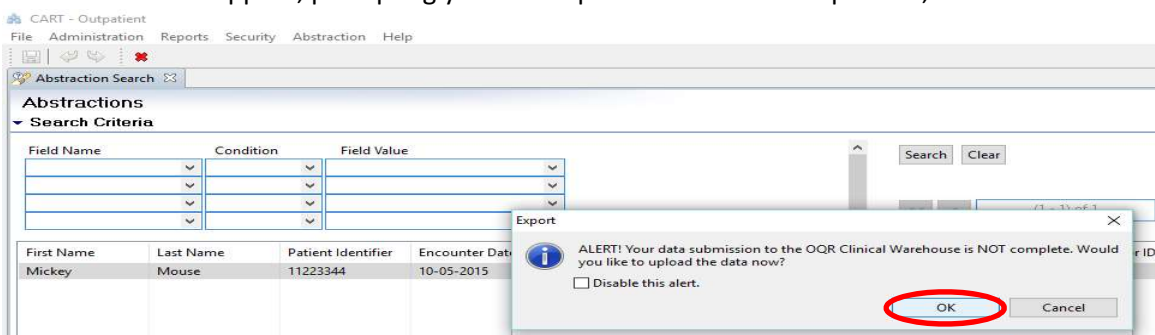 CART - Outpatient
File Administration Reports Security Abstraction Help
Abstraction Search
Abstractions
Search Criteria
Field Name Condition Field Value
Search Clear
(1 - 1) of 1
Export
ALERT! Your data submission to the OQR Clinical Warehouse is NOT complete. Would
you like to upload the data now?
Disable this alert.
OK Cancel
First Name Last Name Patient Identifier Encounter Dat r ID
Mickey Mouse 11223344 10-05-2015